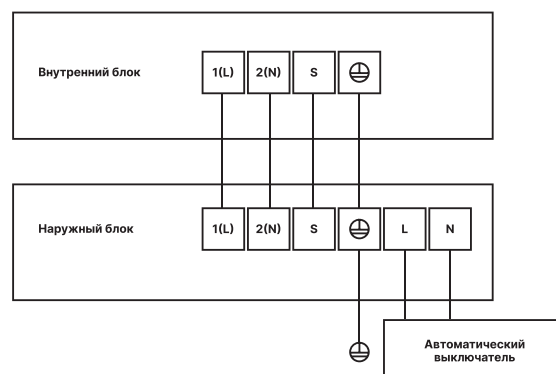 Внутренний блок
1(L) 2(N) S
Наружный блок
1(L) 2(N) S L N
Автоматический
выключатель